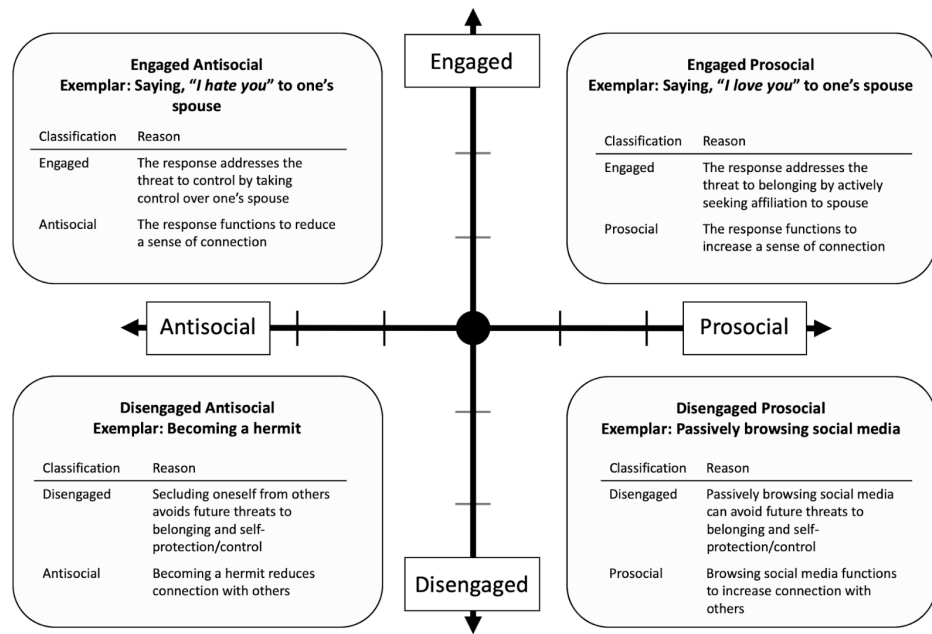 Engaged
Engaged Antisocial
Exemplar: Saying, “I hate you” to one’s
spouse
Classification Reason
Engaged The response addresses the
threat to control by taking
control over one’s spouse
Antisocial The response functions to reduce
a sense of connection
Engaged Prosocial
Exemplar: Saying, “I love you” to one’s spouse
Classification Reason
Engaged The response addresses the
threat to belonging by actively
seeking affiliation to spouse
Prosocial The response functions to
increase a sense of connection
Antisocial
Prosocial
Disengaged Antisocial
Exemplar: Becoming a hermit
Classification Reason
Disengaged Secluding oneself from others
avoids future threats to
belonging and self-
protection/control
Antisocial Becoming a hermit reduces
connection with others
Disengaged Prosocial
Exemplar: Passively browsing social media
Classification Reason
Disengaged Passively browsing social media
can avoid future threats to
belonging and self-
protection/control
Prosocial Browsing social media functions
to increase connection with
others
Disengaged